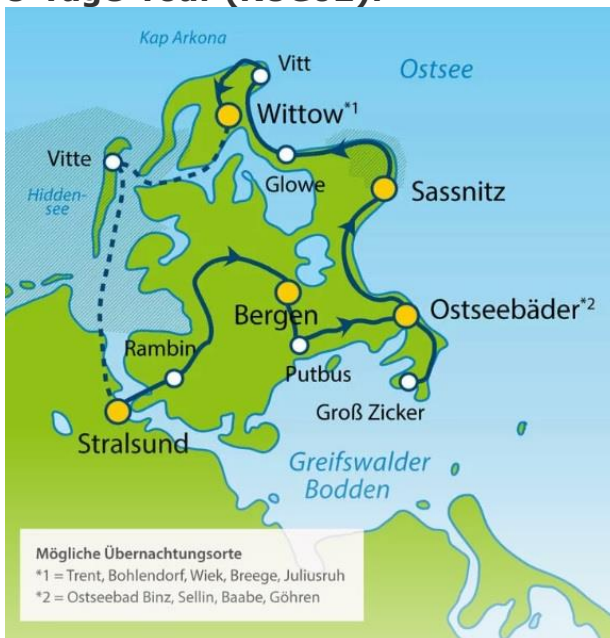 Kap Arkona
Vitt
Ostsee
Wittow*1
Vitte
Glowe
Hidden-
see
Sassnitz
Bergen
Ostseebäder*2
Rambin
Putbus
Groß Zicker
Stralsund
Greifswalder
Bodden
Mögliche Übernachtungsorte
*1 = Trent, Bohlendorf, Wiek, Breege, Juliusruh
*2 = Ostseebad Binz, Sellin, Baabe, Göhren